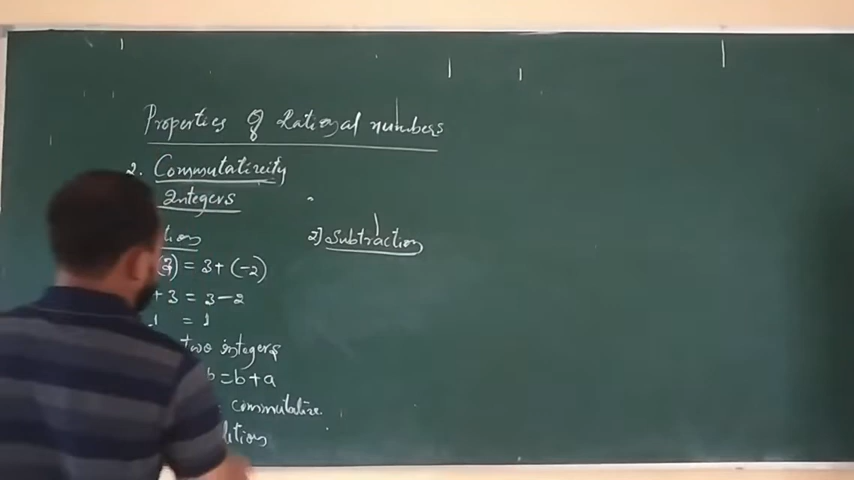 Properties of Rational numbers
2. Commutativity
Integers
2] Subtraction
= 3 + (-2)
+ 3 = 3 - 2
1 = 1
two integers
b = b + a
commutative.